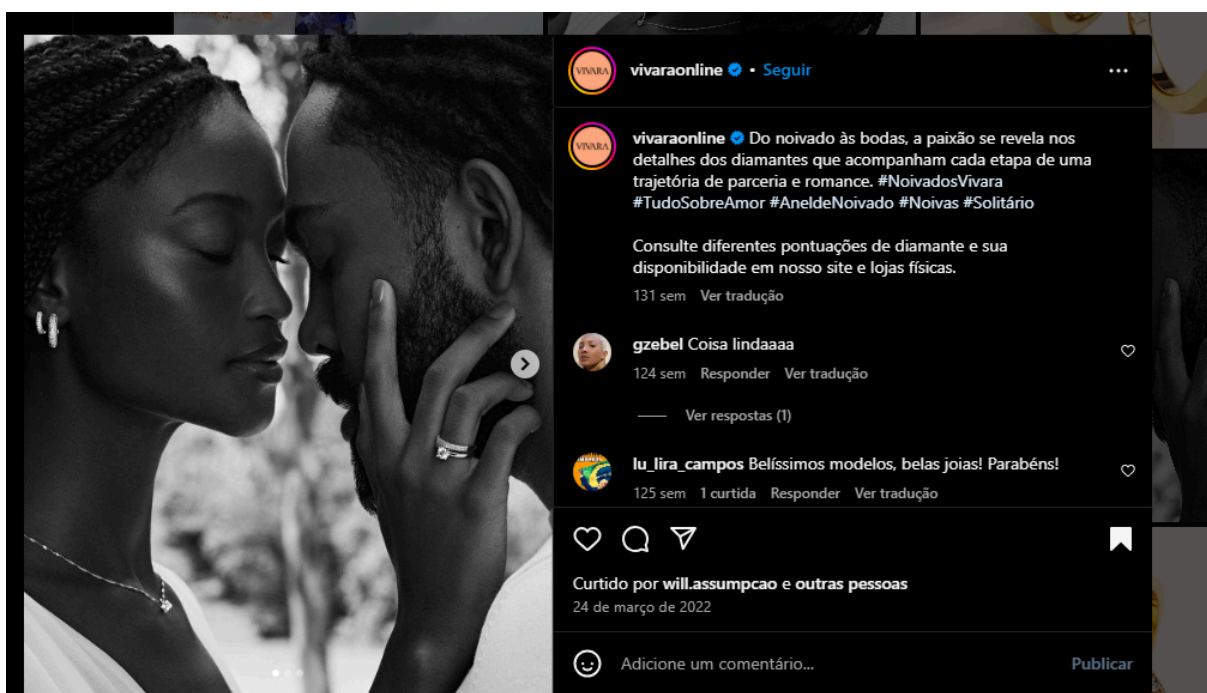 VIVARA
vivaraonline • Seguir
VIVARA
vivaraonline Do noivado às bodas, a paixão se revela nos
detalhes dos diamantes que acompanham cada etapa de uma
trajetória de parceria e romance. #NoivadosVivara
#TudoSobreAmor #AneldeNoivado #Noivas #Solitário
Consulte diferentes pontuações de diamante e sua
disponibilidade em nosso site e lojas físicas.
131 sem Ver tradução
gzebel Coisa lindaaaa
124 sem Responder Ver tradução
Ver respostas (1)
lu_lira_campos Belíssimos modelos, belas joias! Parabéns!
125 sem 1 curtida Responder Ver tradução
Curtido por will.assumpcao e outras pessoas
24 de março de 2022
Adicione um comentário... Publicar